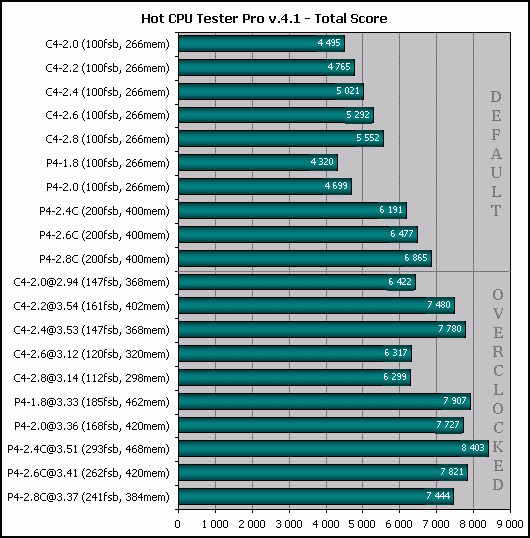 Hot CPU Tester Pro v.4.1 - Total Score
C4-2.0 (100fsb, 266mem) 4 495
C4-2.2 (100fsb, 266mem) 4 765
C4-2.4 (100fsb, 266mem) 5 021
C4-2.6 (100fsb, 266mem) 5 292
C4-2.8 (100fsb, 266mem) 5 552
P4-1.8 (100fsb, 266mem) 4 320
P4-2.0 (100fsb, 266mem) 4 699
P4-2.4C (200fsb, 400mem) 6 191
P4-2.6C (200fsb, 400mem) 6 477
P4-2.8C (200fsb, 400mem) 6 865
DEFAULT
C4-2.0@2.94 (147fsb, 368mem) 6 422
C4-2.2@3.54 (161fsb, 402mem) 7 480
C4-2.4@3.53 (147fsb, 368mem) 7 780
C4-2.6@3.12 (120fsb, 320mem) 6 317
C4-2.8@3.14 (112fsb, 298mem) 6 299
P4-1.8@3.33 (185fsb, 462mem) 7 907
P4-2.0@3.36 (168fsb, 420mem) 7 727
P4-2.4C@3.51 (293fsb, 468mem) 8 403
P4-2.6C@3.41 (262fsb, 420mem) 7 821
P4-2.8C@3.37 (241fsb, 384mem) 7 444
OVERCLOCKED
0 1 000 2 000 3 000 4 000 5 000 6 000 7 000 8 000 9 000